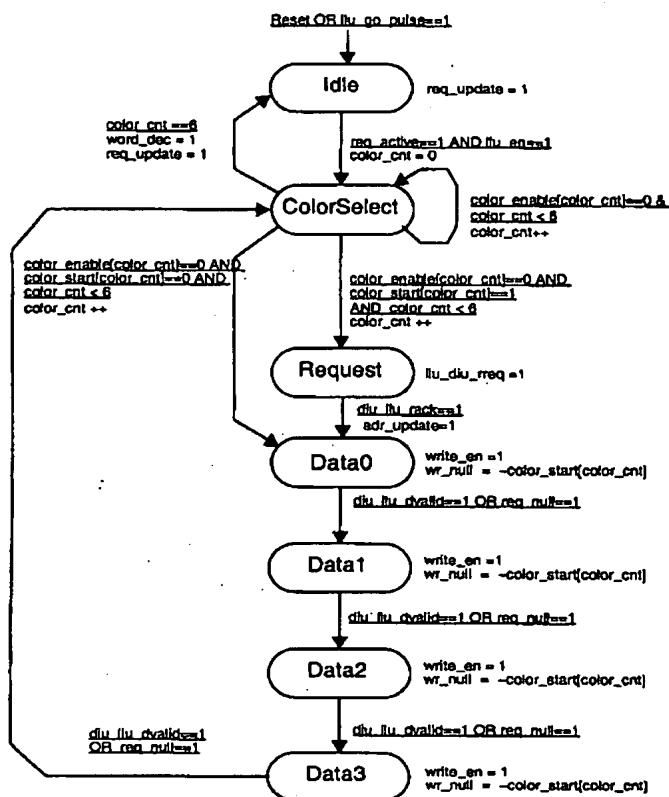 Reset OR llu_go_pulse==1
Idle
req_update = 1
color_cnt ==6
word_dec = 1
req_update = 1
req_active==1 AND llu_en==1
color_cnt = 0
ColorSelect
color_enable[color_cnt]==0 &
color_cnt < 6
color_cnt++
color_enable[color_cnt]==0 AND
color_start[color_cnt]==0 AND
color_cnt < 6
color_cnt ++
color_enable[color_cnt]==0 AND
color_start[color_cnt]==1
AND color_cnt < 6
color_cnt ++
Request
llu_diu_rreq =1
diu_llu_rack==1
adr_update=1
Data0
write_en =1
wr_null = ~color_start[color_cnt]
diu_llu_dvalid==1 OR req_null==1
Data1
write_en =1
wr_null = ~color_start[color_cnt]
diu_llu_dvalid==1 OR req_null==1
Data2
write_en = 1
wr_null = ~color_start[color_cnt]
diu_llu_dvalid==1 OR req_null==1
diu_llu_dvalid==1
OR req_null==1
Data3
write_en = 1
wr_null = ~color_start[color_cnt]